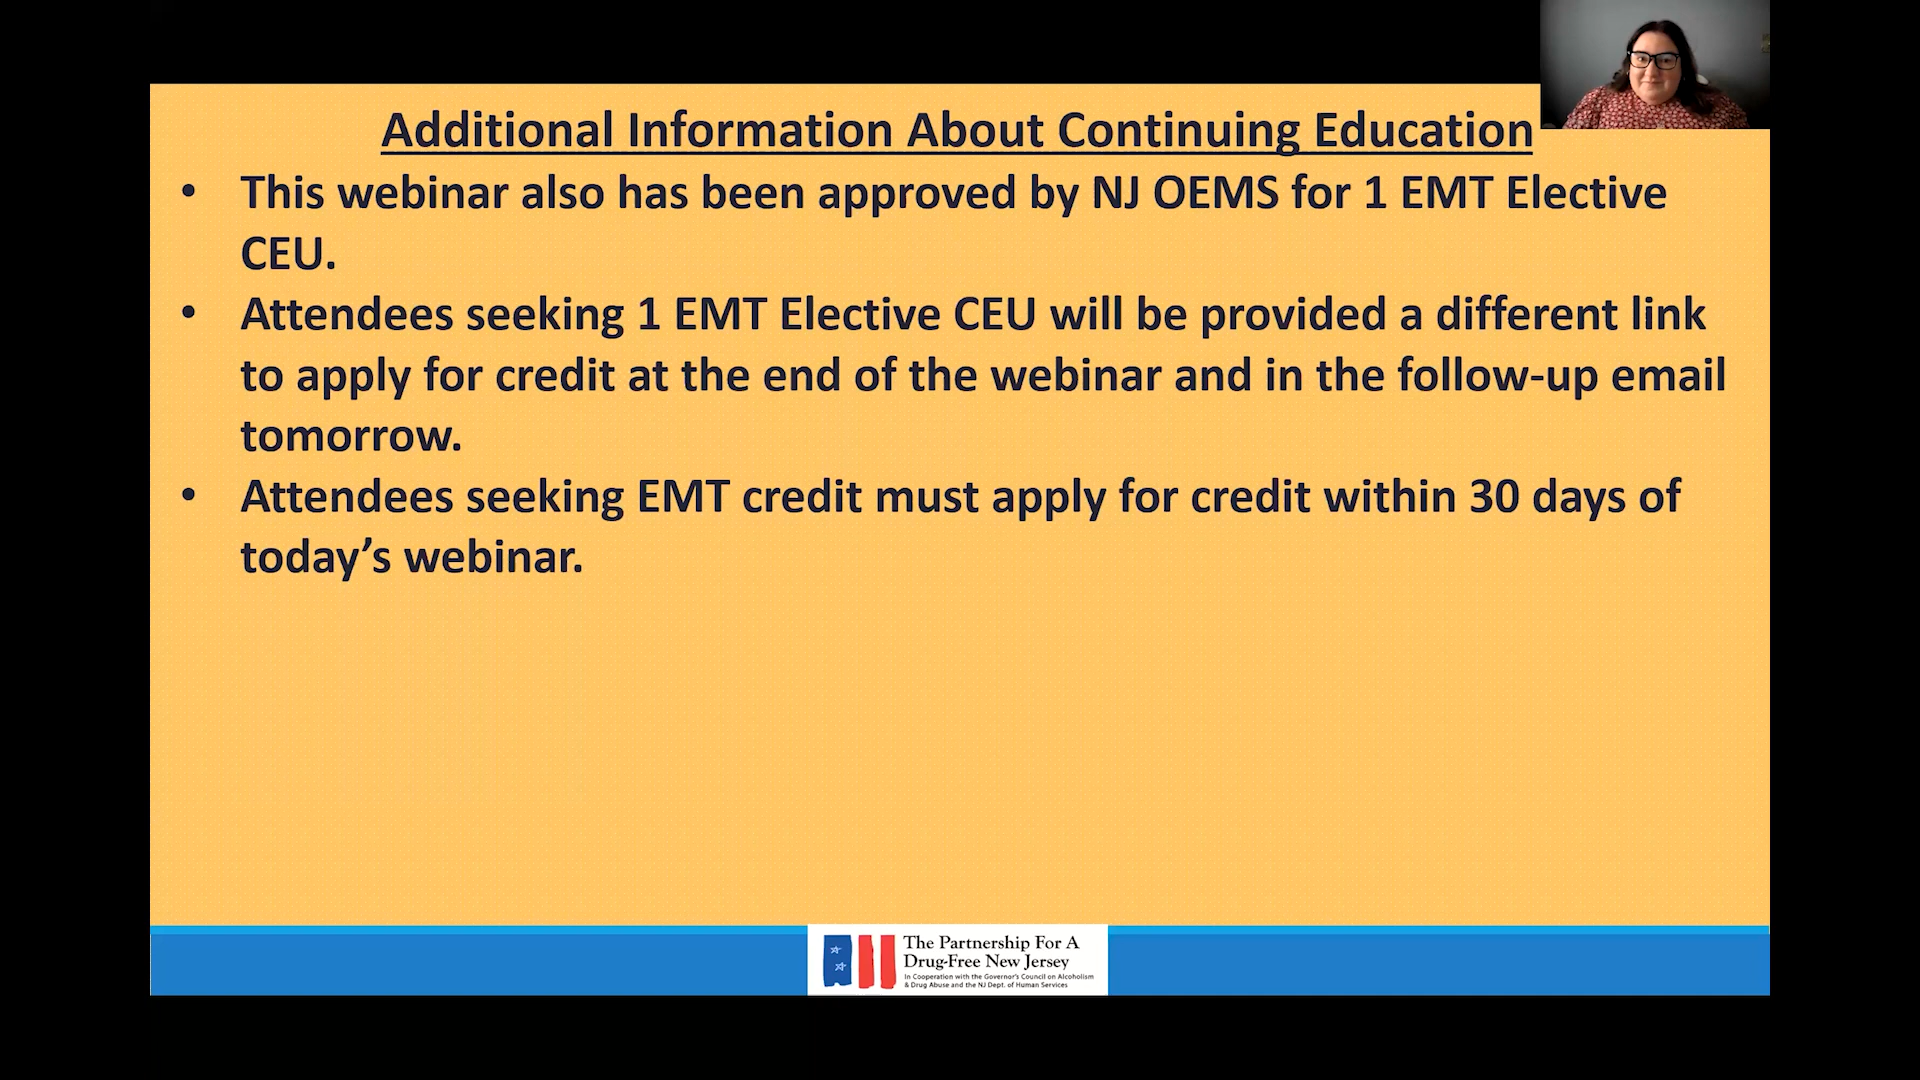 Additional Information About Continuing Education
• This webinar also has been approved by NJ OEMS for 1 EMT Elective
CEU.
• Attendees seeking 1 EMT Elective CEU will be provided a different link
to apply for credit at the end of the webinar and in the follow-up email
tomorrow.
• Attendees seeking EMT credit must apply for credit within 30 days of
today’s webinar.
The Partnership For A
Drug-Free New Jersey
In Cooperation with the Governor's Council on Alcoholism
& Drug Abuse and the NJ Dept. of Human Services